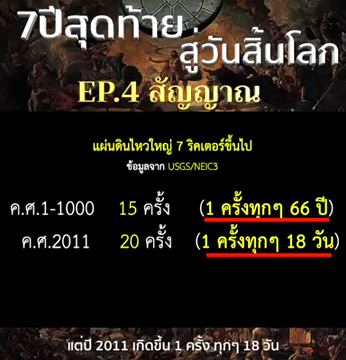 7ปีสุดท้าย
สู่วันสิ้นโลก
EP.4 สัญญาณ
แผ่นดินไหวใหญ่ 7 ริคเตอร์ขึ้นไป
ข้อมูลจาก USGS/NEIC3
ค.ศ.1-1000 15 ครั้ง (1 ครั้งทุกๆ 66 ปี)
ค.ศ.2011 20 ครั้ง (1 ครั้งทุกๆ 18 วัน)
แต่ปี 2011 เกิดขึ้น 1 ครั้ง ทุกๆ 18 วัน